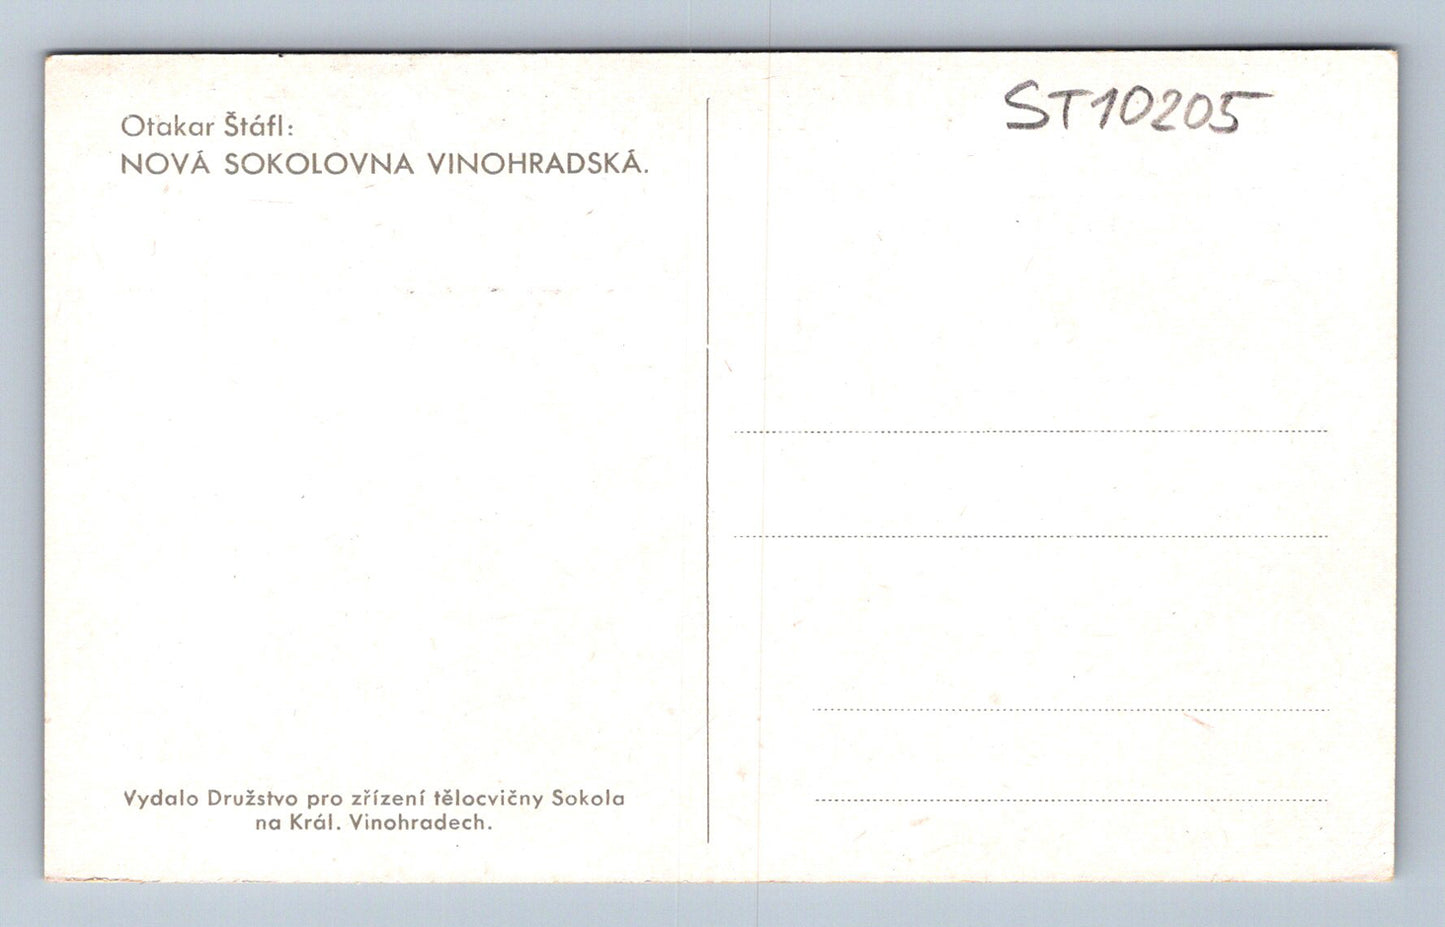 Otakar Štáfl:
NOVÁ SOKOLOVNA VINOHRADSKÁ.
ST10205
Vydalo Družstvo pro zřízení tělocvičny Sokola
na Král. Vinohradech.